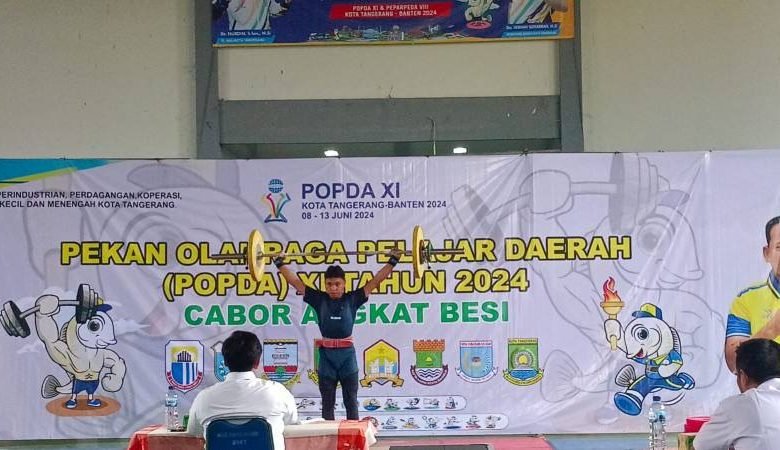 POPDA XI & PEPARPEDA VIII
KOTA TANGERANG - BANTEN 2024
PERINDUSTRIAN, PERDAGANGAN, KOPERASI,
KECIL DAN MENENGAH KOTA TANGERANG.
POPDA XI
KOTA TANGERANG-BANTEN 2024
08 - 13 JUNI 2024
PEKAN OLAHRAGA PELAJAR DAERAH
(POPDA) XI TAHUN 2024
CABOR ANGKAT BESI